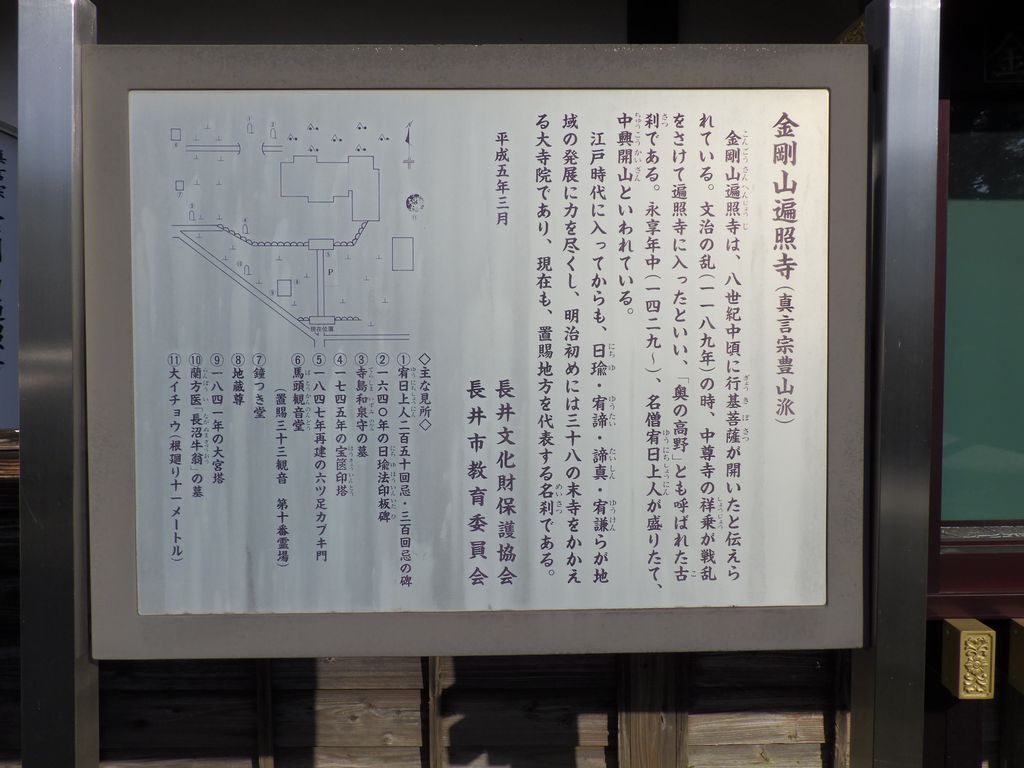 金剛山遍照寺(真言宗豊山派)
金剛山遍照寺は、八世紀中頃に行基菩薩が開いたと伝えら
れている。文治の乱(一一八九年)の時、中尊寺の祥乗が戦乱
をさけて遍照寺に入ったといい、「奥の高野」とも呼ばれた古
刹である。永享年中(一四二九〜)、名僧宥日上人が盛りたて、
中興開山といわれている。
江戸時代に入ってからも、日瑜・宥諦・諦真・宥謙らが地
域の発展に力を尽くし、明治初めには三十八の末寺をかかえ
る大寺院であり、現在も、置賜地方を代表する名刹である。
平成五年三月
長井文化財保護協会
長井市教育委員会
◇主な見所◇
①宥日上人二百五十回忌・三百回忌の碑
②一六四〇年の日瑜法印板碑
③寺島和泉守の墓
④一七四五年の宝篋印塔
⑤一八四七年再建の六ツ足カブキ門
⑥馬頭観音堂
(置賜三十三観音 第十番霊場)
⑦鐘つき堂
⑧地蔵尊
⑨一八四一年の大宮塔
⑩蘭方医「長沼牛翁」の墓
⑪大イチョウ(根廻り十一メートル)
P
現在位置